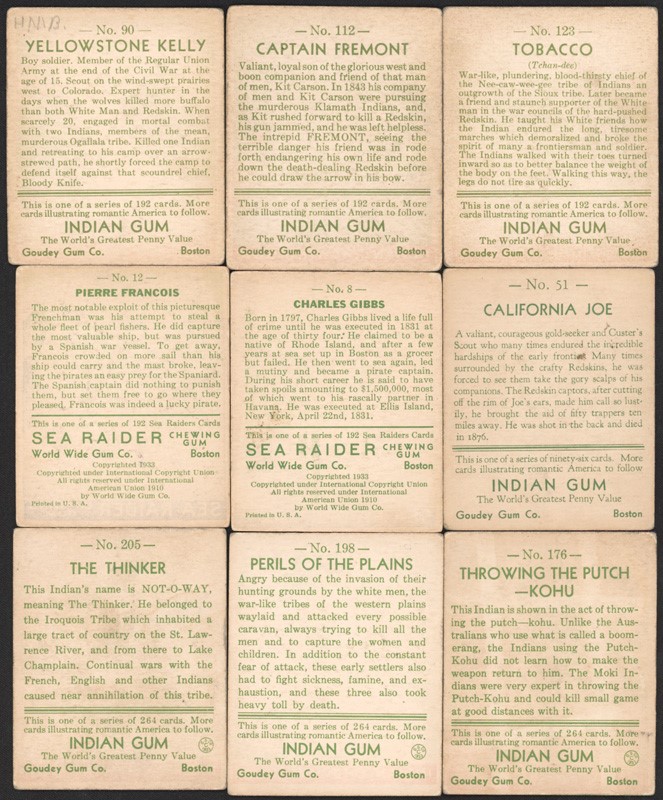 HNB.
— No. 90 —
YELLOWSTONE KELLY
Boy soldier. Member of the Regular Union
Army at the end of the Civil War at the
age of 15. Scout on the wind-swept prairies
west to Colorado. Expert hunter in the
days when the wolves killed more buffalo
than both White Man and Redskin. When
scarcely 20, engaged in mortal combat
with two Indians, members of the mean,
murderous Ogallala tribe. Killed one Indian
and retreating to his camp over an arrow-
strewed path, he shortly forced the camp to
defend itself against that scoundrel chief,
Bloody Knife.
This is one of a series of 192 cards. More
cards illustrating romantic America to follow.
INDIAN GUM
The World's Greatest Penny Value
Goudey Gum Co. Boston
— No. 112 —
CAPTAIN FREMONT
Valiant, loyal son of the glorious west and
boon companion and friend of that man
of men, Kit Carson. In 1843 his company
of men and Kit Carson were pursuing
the murderous Klamath Indians, and,
as Kit rushed forward to kill a Redskin,
his gun jammed, and he was left helpless.
The intrepid FREMONT, seeing the
terrible danger his friend was in rode
forth endangering his own life and rode
down the death-dealing Redskin before
he could draw the arrow in his bow.
This is one of a series of 192 cards. More
cards illustrating romantic America to follow.
INDIAN GUM
The World's Greatest Penny Value
Goudey Gum Co. Boston
— No. 123 —
TOBACCO
(Tchan-dee)
War-like, plundering, blood-thirsty chief of
the Nee-caw-wee-gee tribe of Indians an
outgrowth of the Sioux tribe. Later became
a friend and staunch supporter of the White
man in war councils of the hard-pushed
Redskin. He taught his White friends how
the Indian endured the long, tiresome
marches which demoralized and broke the
spirit of many a frontiersman and soldier.
The Indians walked with their toes turned
inward so as to better balance the weight of
the body on the feet. Walking this way, the
legs do not tire as quickly.
This is one of a series of 192 cards. More
cards illustrating romantic America to follow.
INDIAN GUM
The World's Greatest Penny Value
Goudey Gum Co. Boston
— No. 12 —
PIERRE FRANCOIS
The most notable exploit of this picturesque
Frenchman was his attempt to steal a
whole fleet of pearl fishers. He did capture
the most valuable ship, but was pursued
by a Spanish war vessel. To get away,
Francois crowded on more sail than his
ship could carry and the mast broke, leav-
ing the pirates an easy prey for the Spaniard.
The Spanish captain did nothing to punish
them, but set them free to go where they
pleased. Francois was indeed a lucky pirate.
This is one of a series of 192 Sea Raiders Cards
SEA RAIDER CHEWING GUM
World Wide Gum Co. Boston
Copyrighted 1933
Copyrighted under International Copyright Union
All rights reserved under International
American Union 1910
by World Wide Gum Co.
Printed in U. S. A.
— No. 8 —
CHARLES GIBBS
Born in 1797, Charles Gibbs lived a life full
of crime until he was executed in 1831 at
the age of thirty four. He claimed to be a
native of Rhode Island, and after a few
years at sea set up in Boston as a grocer
but failed. He then went to sea again, led
a mutiny and became a pirate captain.
During his short career he is said to have
taken spoils amounting to $1,500,000, most
of which went to his rascally partner in
Havana. He was executed at Ellis Island,
New York, April 22nd, 1831.
This is one of a series of 192 Sea Raiders Cards
SEA RAIDER CHEWING GUM
World Wide Gum Co. Boston
Copyrighted 1933
Copyrighted under International Copyright Union
All rights reserved under International
American Union 1910
by World Wide Gum Co.
Printed in U. S. A.
— No. 51 —
CALIFORNIA JOE
A valiant, courageous gold-seeker and Custer's
Scout who many times endured the incredible
hardships of the early frontier. Many times
surrounded by the crafty Redskins, he was
forced to see them take the gory scalps of his
companions. The Redskin captors, after cutting
off the rim of Joe's ears, made him call so lust-
ily, he brought the aid of fifty trappers ten
miles away. He was shot in the back and died
in 1876.
This is one of a series of ninety-six cards. More
cards illustrating romantic America to follow
INDIAN GUM
The World's Greatest Penny Value
Goudey Gum Co. Boston
— No. 205 —
THE THINKER
This Indian's name is NOT-O-WAY,
meaning The Thinker. He belonged to
the Iroquois Tribe which inhabited a
large tract of country on the St. Law-
rence River, and from there to Lake
Champlain. Continual wars with the
French, English and other Indians
caused near annihilation of this tribe.
This is one of a series of 264 cards. More
cards illustrating romantic America to follow.
INDIAN GUM
The World's Greatest Penny Value
Goudey Gum Co. Boston
— No. 198 —
PERILS OF THE PLAINS
Angry because of the invasion of their
hunting grounds by the white men, the
war-like tribes of the western plains
waylaid and attacked every possible
caravan, always trying to kill all the
men and to capture the women and
children. In addition to the constant
fear of attack, these early settlers also
had to fight sickness, famine, and ex-
haustion, and these three also took
heavy toll by death.
This is one of a series of 264 cards. More
cards illustrating romantic America to follow.
INDIAN GUM
The World's Greatest Penny Value
Goudey Gum Co. Boston
— No. 176 —
THROWING THE PUTCH
—KOHU
This Indian is shown in the act of throw-
ing the putch—kohu. Unlike the Aus-
tralians who use what is called a boom-
erang, the Indians using the Putch-
Kohu did not learn how to make the
weapon return to him. The Moki In-
dians were very expert in throwing the
Putch-Kohu and could kill small game
at good distances with it.
This is one of a series of 264 cards. More
cards illustrating romantic America to follow.
INDIAN GUM
The World's Greatest Penny Value
Goudey Gum Co. Boston